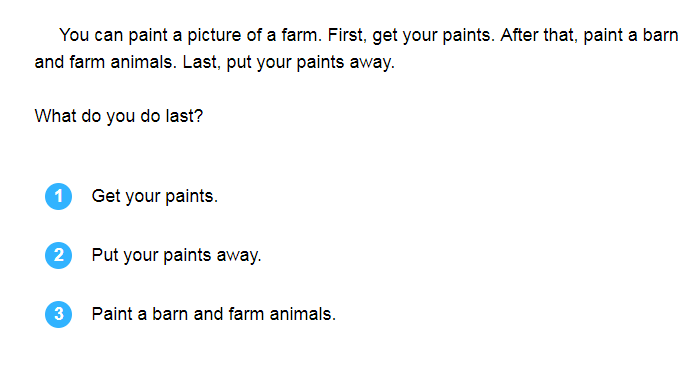 You can paint a picture of a farm. First, get your paints. After that, paint a barn
and farm animals. Last, put your paints away.
What do you do last?
1 Get your paints.
2 Put your paints away.
3 Paint a barn and farm animals.